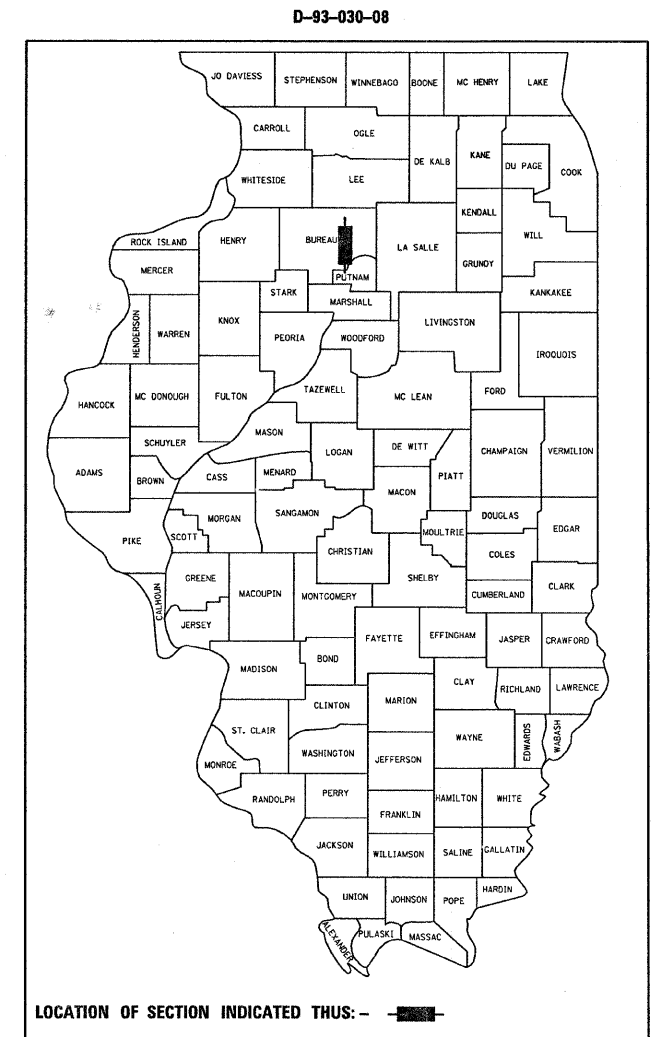 D-93-030-08
JO DAVIESS STEPHENSON WINNEBAGO BOONE MC HENRY LAKE
CARROLL OGLE DE KALB KANE DU PAGE COOK
WHITESIDE LEE
KENDALL
ROCK ISLAND HENRY BUREAU LA SALLE WILL
MERCER PUTNAM GRUNDY
STARK MARSHALL KANKAKEE
HENDERSON WARREN KNOX PEORIA WOODFORD LIVINGSTON IROQUOIS
HANCOCK MC DONOUGH FULTON TAZEWELL MC LEAN FORD
SCHUYLER MASON LOGAN DE WITT CHAMPAIGN VERMILION
ADAMS BROWN CASS MENARD MACON PIATT
PIKE SCOTT MORGAN SANGAMON CHRISTIAN MOULTRIE DOUGLAS EDGAR
COLES
CALHOUN GREENE MACOUPIN MONTGOMERY SHELBY CUMBERLAND CLARK
JERSEY FAYETTE EFFINGHAM JASPER CRAWFORD
MADISON BOND CLAY RICHLAND LAWRENCE
CLINTON MARION
ST. CLAIR WAYNE EDWARDS WABASH
MONROE WASHINGTON JEFFERSON
RANDOLPH PERRY HAMILTON WHITE
FRANKLIN
JACKSON WILLIAMSON SALINE GALLATIN
UNION JOHNSON POPE HARDIN
ALEXANDER PULASKI MASSAC
LOCATION OF SECTION INDICATED THUS: -